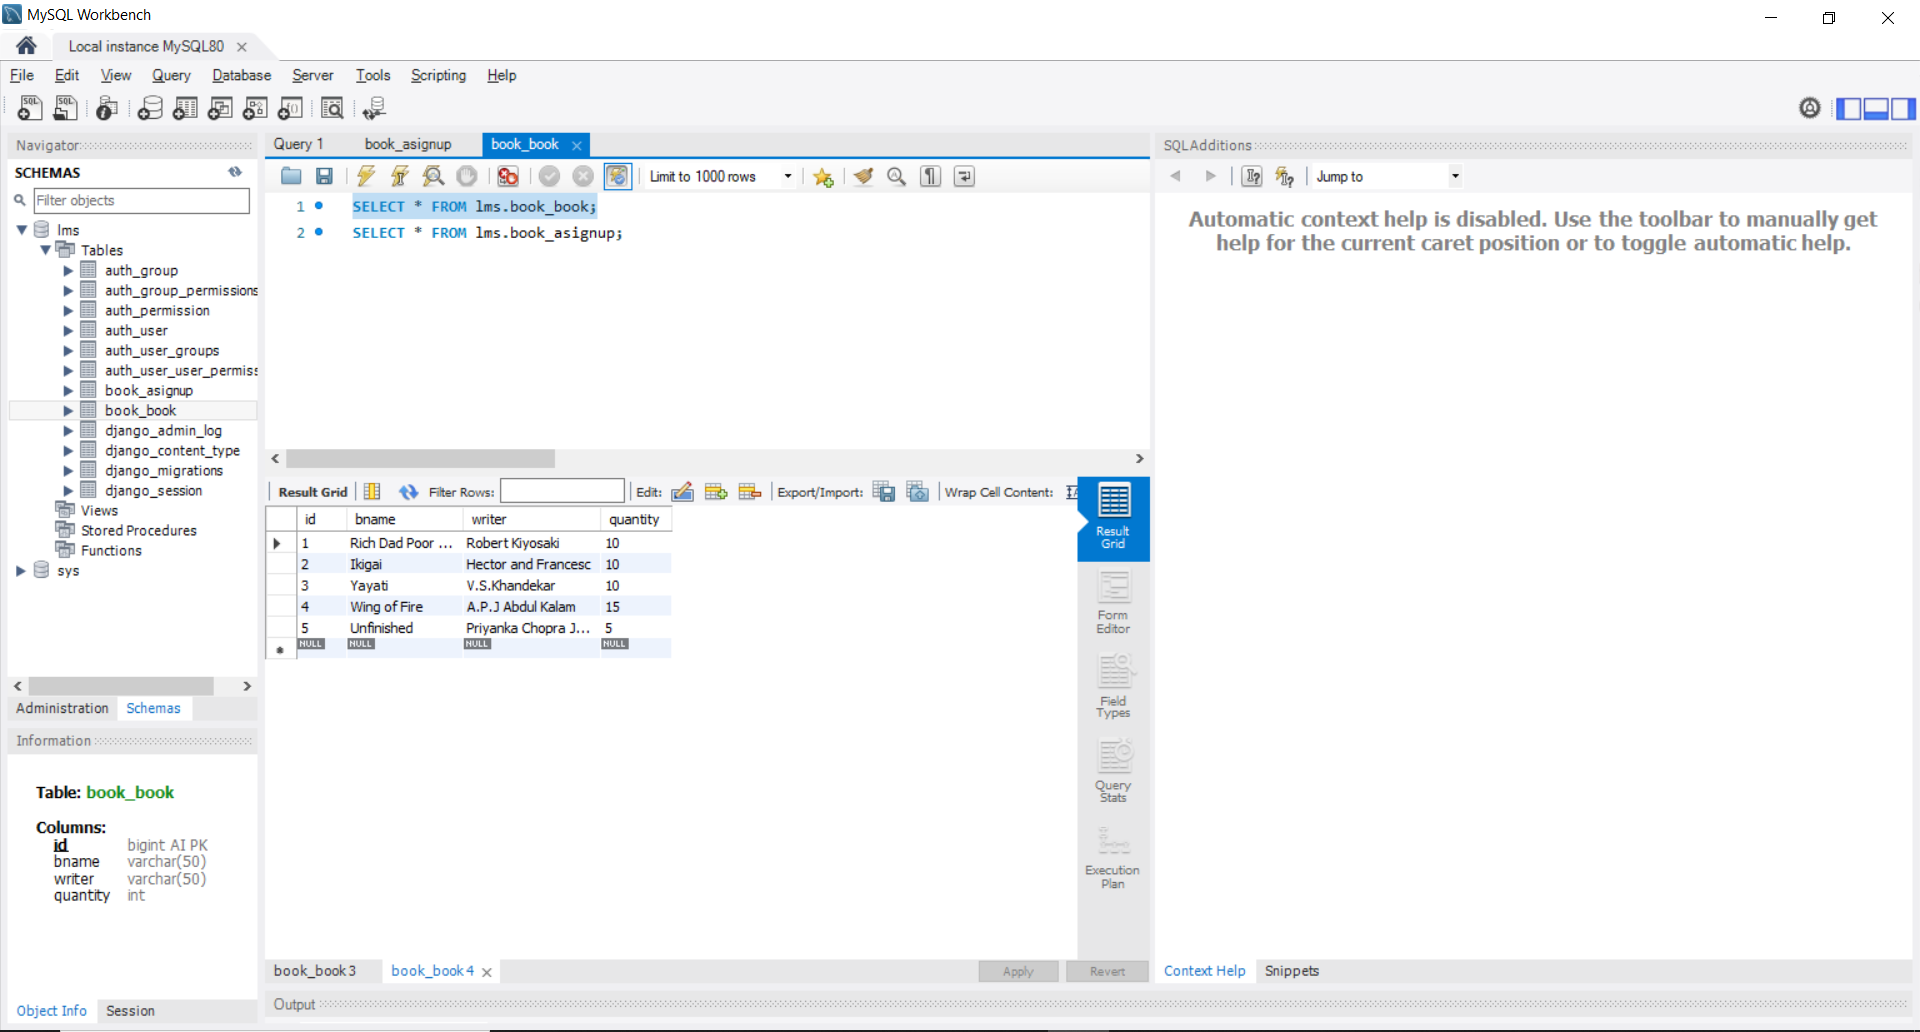 MySQL Workbench
Local instance MySQL80
File Edit View Query Database Server Tools Scripting Help
Navigator
SCHEMAS
Filter objects
lms
Tables
auth_group
auth_group_permissions
auth_permission
auth_user
auth_user_groups
auth_user_user_permiss
book_asignup
book_book
django_admin_log
django_content_type
django_migrations
django_session
Views
Stored Procedures
Functions
sys
Administration Schemas
Information
Table: book_book
Columns:
id bigint AI PK
bname varchar(50)
writer varchar(50)
quantity int
Object Info Session
Query 1 book_asignup book_book
Limit to 1000 rows
1 SELECT * FROM lms.book_book;
2 SELECT * FROM lms.book_asignup;
Result Grid Filter Rows: Edit: Export/Import: Wrap Cell Content:
id bname writer quantity
1 Rich Dad Poor ... Robert Kiyosaki 10
2 Ikigai Hector and Francesc 10
3 Yayati V.S.Khandekar 10
4 Wing of Fire A.P.J Abdul Kalam 15
5 Unfinished Priyanka Chopra J... 5
NULL NULL NULL NULL
Result
Grid
Form
Editor
Field
Types
Query
Stats
Execution
Plan
book_book 3 book_book 4 Apply Revert
Output
SQLAdditions
Jump to
Automatic context help is disabled. Use the toolbar to manually get
help for the current caret position or to toggle automatic help.
Context Help Snippets